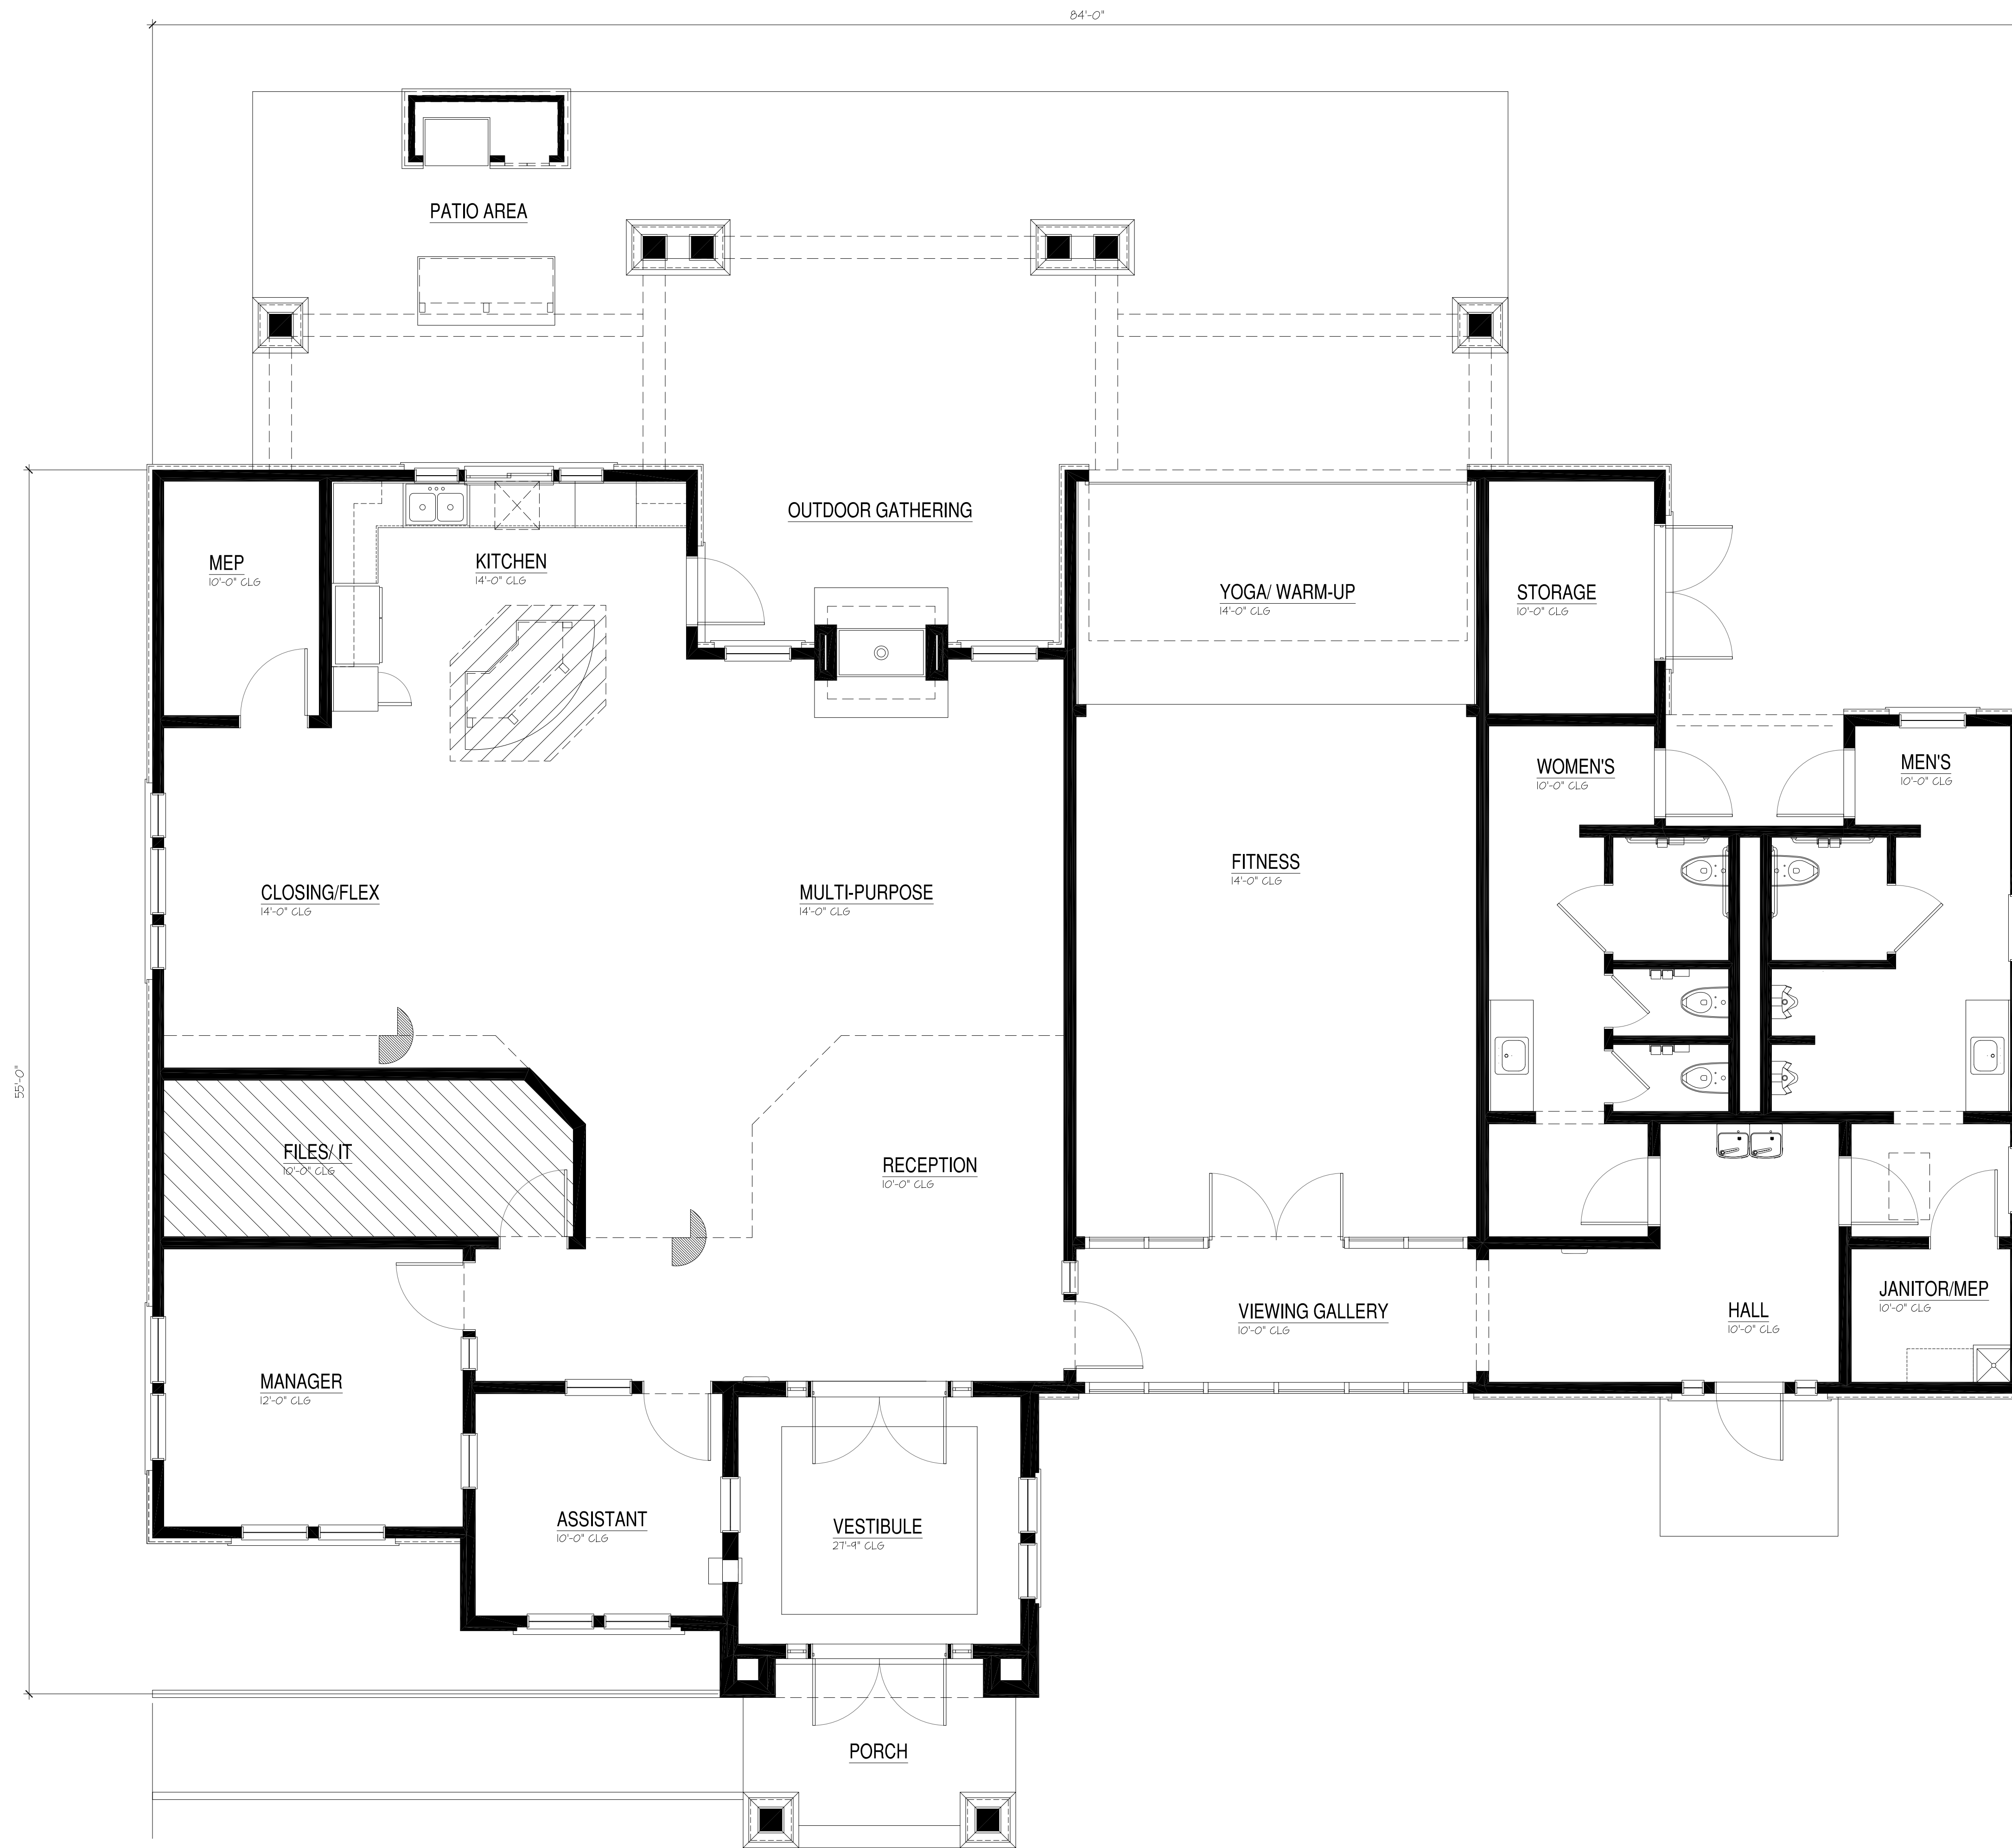 84'-0"
PATIO AREA
OUTDOOR GATHERING
MEP
10'-0" CLG
KITCHEN
14'-0" CLG
YOGA/ WARM-UP
14'-0" CLG
STORAGE
10'-0" CLG
WOMEN'S
10'-0" CLG
MEN'S
10'-0" CLG
CLOSING/FLEX
14'-0" CLG
MULTI-PURPOSE
14'-0" CLG
FITNESS
14'-0" CLG
55'-0"
FILES/ IT
10'-0" CLG
RECEPTION
10'-0" CLG
VIEWING GALLERY
10'-0" CLG
HALL
10'-0" CLG
JANITOR/MEP
10'-0" CLG
MANAGER
12'-0" CLG
ASSISTANT
10'-0" CLG
VESTIBULE
27'-9" CLG
PORCH